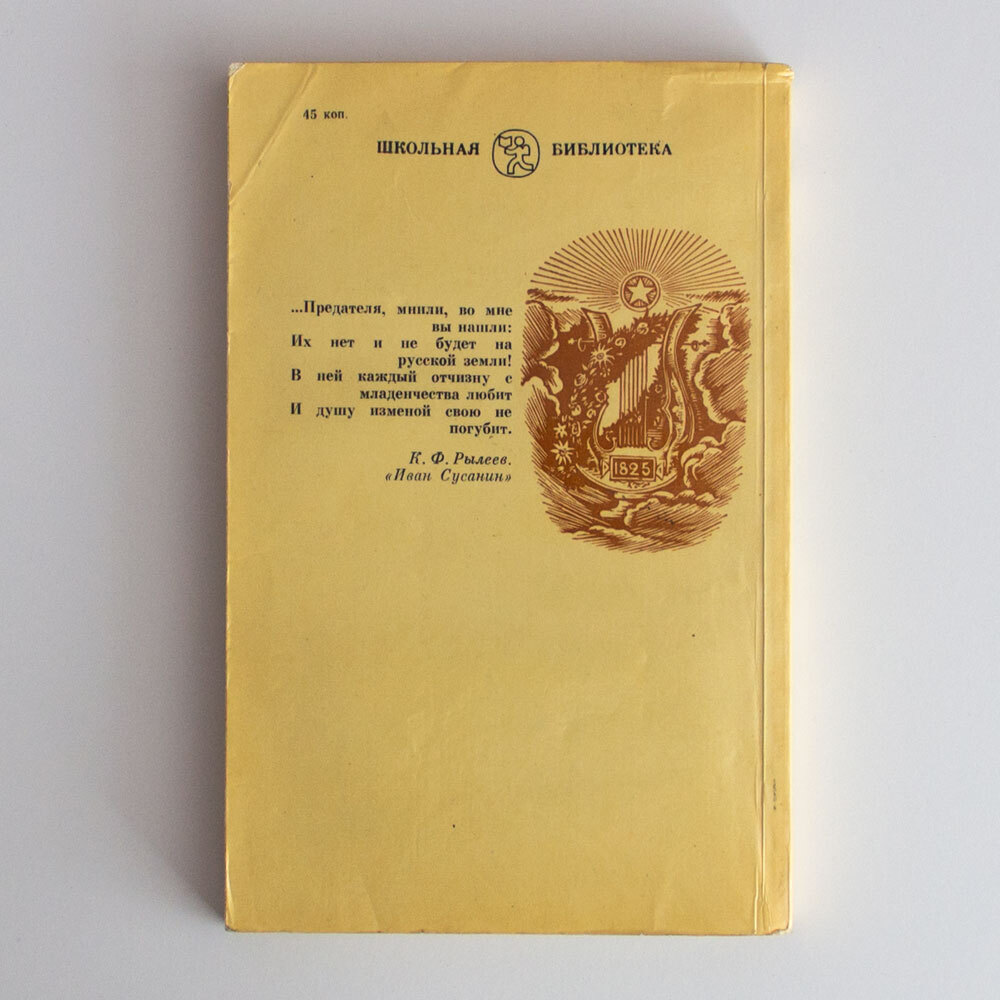 45 коп.
ШКОЛЬНАЯ БИБЛИОТЕКА
...Предателя, мнили, во мне
вы нашли:
Их нет и не будет на
русской земли!
В ней каждый отчизну с
младенчества любит
И душу изменой свою не
погубит.
К. Ф. Рылеев.
«Иван Сусанин»
1825